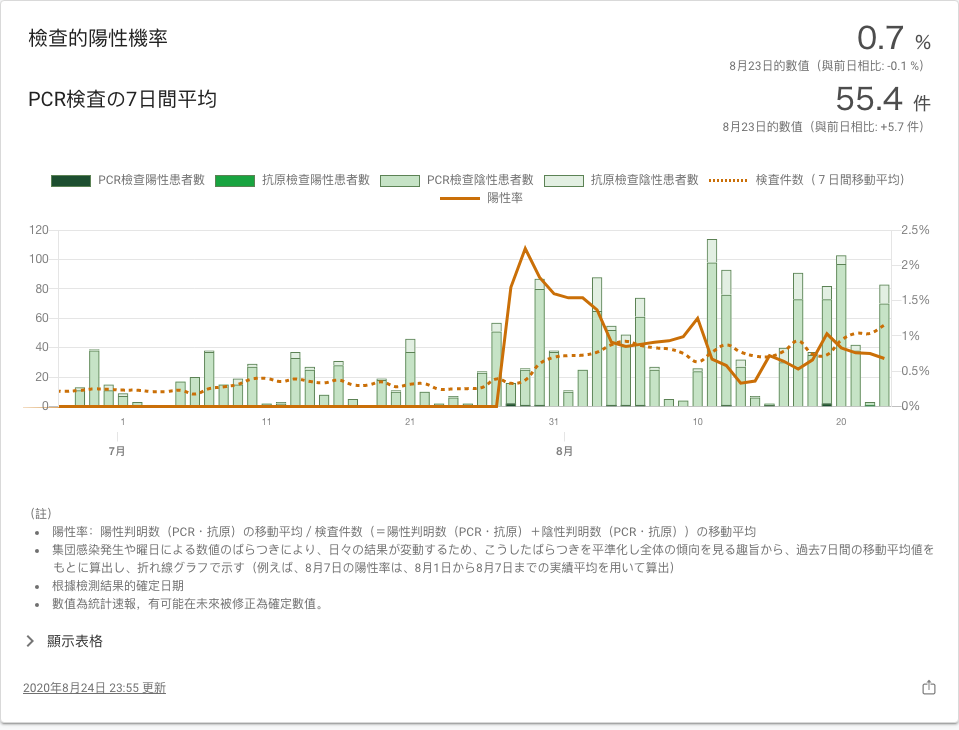 檢查的陽性機率
0.7 %
8月23日的數值（與前日相比: -0.1 %）
PCR検査の7日間平均
55.4 件
8月23日的數值（與前日相比: +5.7 件）
PCR檢查陽性患者數 抗原檢查陽性患者數 PCR檢查陰性患者數 抗原檢查陰性患者數 検査件数（７日間移動平均）
陽性率
120 2.5%
100 2%
80 1.5%
60 1%
40 0.5%
20 0%
0
1 11 21 31 10 20
7月 8月
（註）
陽性率：陽性判明数（PCR・抗原）の移動平均 / 検査件数（＝陽性判明数（PCR・抗原）＋陰性判明数（PCR・抗原））の移動平均
集団感染発生や曜日による数値のばらつきにより、日々の結果が変動するため、こうしたばらつきを平準化し全体の傾向を見る趣旨から、過去7日間の移動平均値を
もとに算出し、折れ線グラフで示す（例えば、8月7日の陽性率は、8月1日から8月7日までの実績平均を用いて算出）
根據檢測結果的確定日期
數值為統計速報，有可能在未來被修正為確定數值。
顯示表格
2020年8月24日 23:55 更新